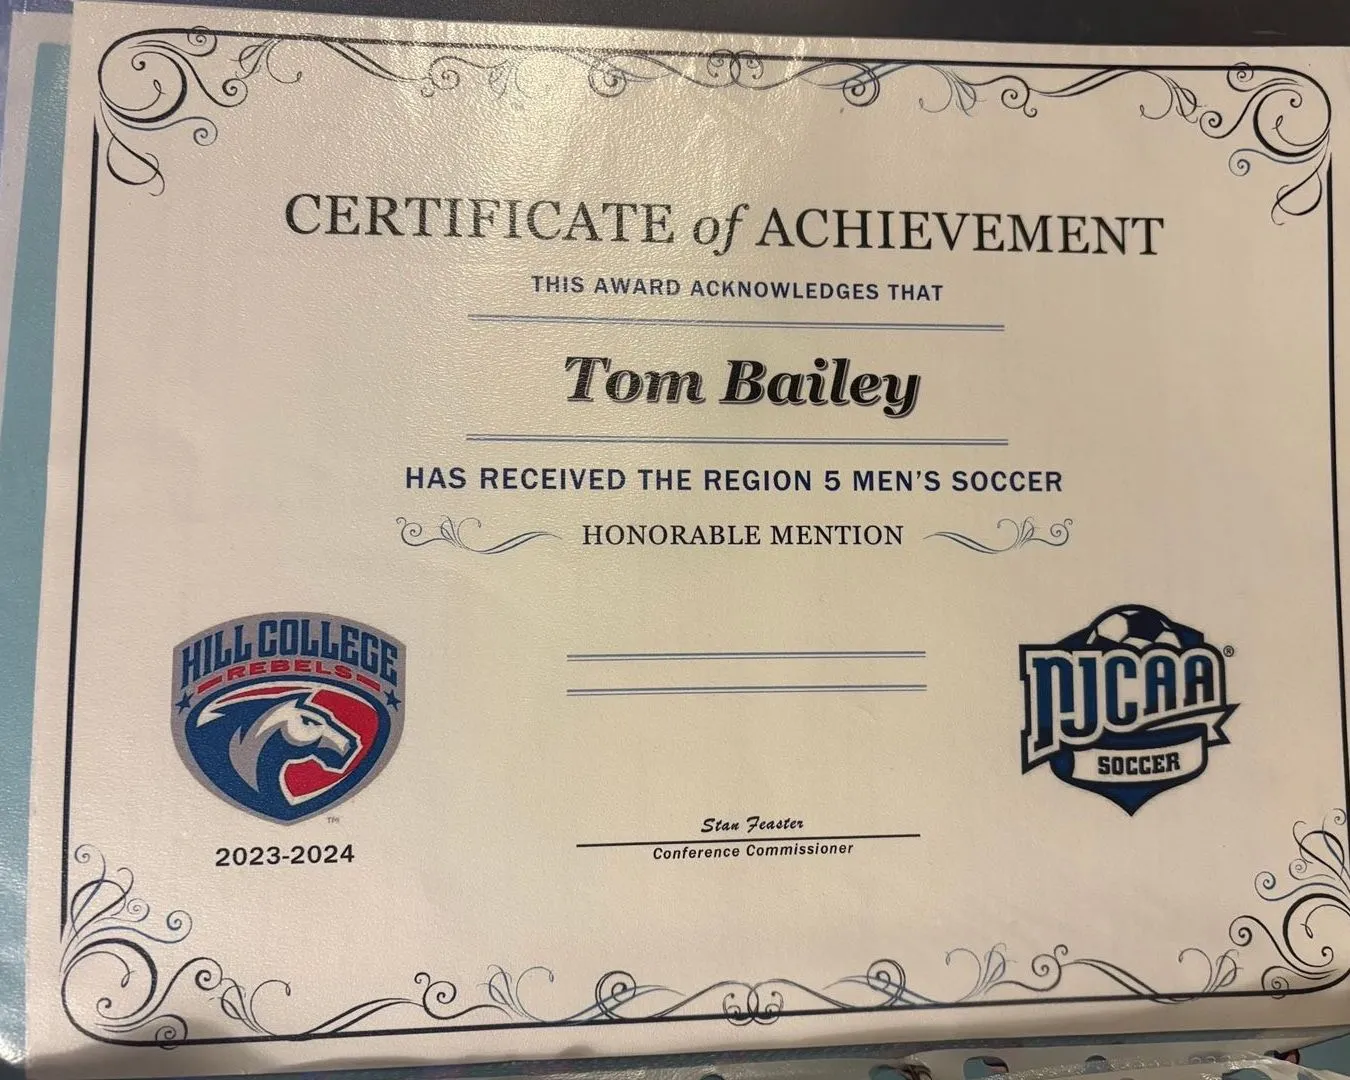 CERTIFICATE of ACHIEVEMENT
THIS AWARD ACKNOWLEDGES THAT
Tom Bailey
HAS RECEIVED THE REGION 5 MEN'S SOCCER
HONORABLE MENTION
HILL COLLEGE
REBELS
TM
2023-2024
NJCAA®
SOCCER
Stan Feaster
Conference Commissioner